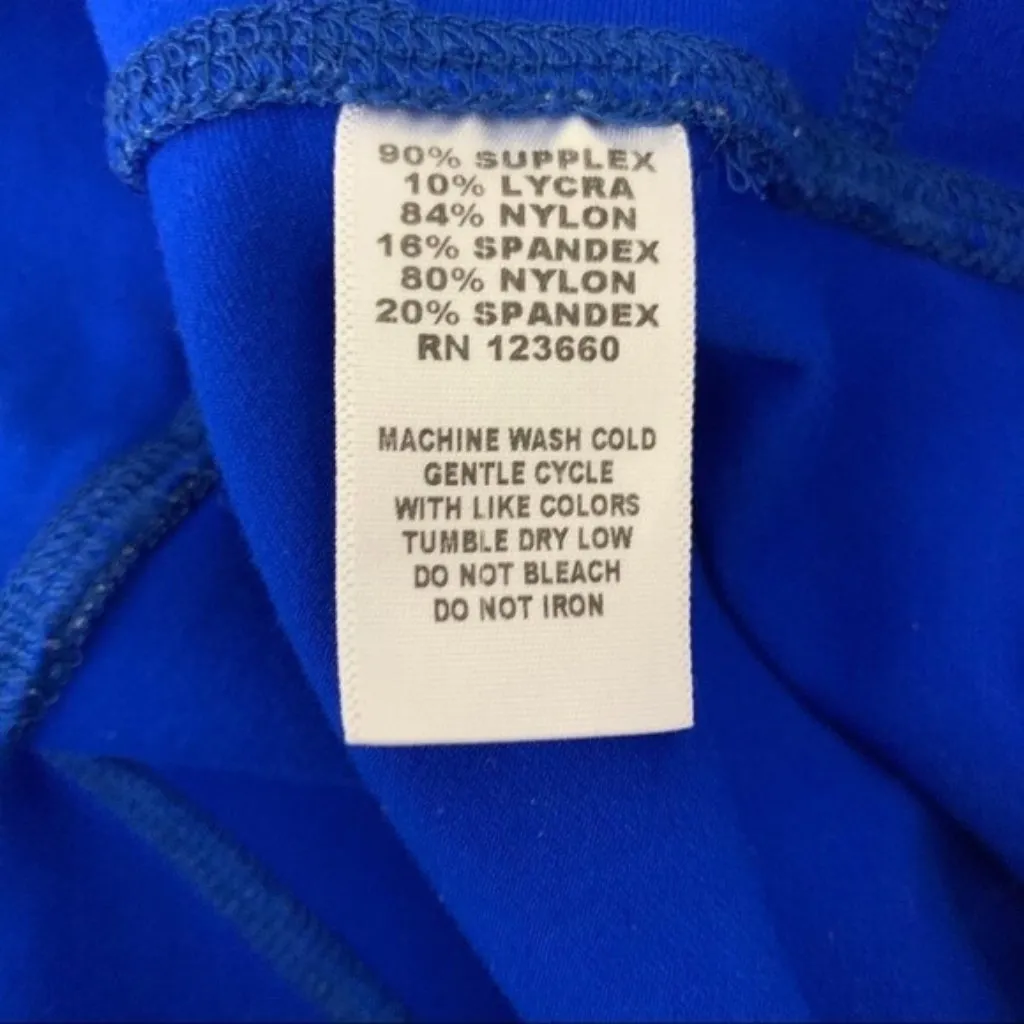 90% SUPPLEX
10% LYCRA
84% NYLON
16% SPANDEX
80% NYLON
20% SPANDEX
RN 123660
MACHINE WASH COLD
GENTLE CYCLE
WITH LIKE COLORS
TUMBLE DRY LOW
DO NOT BLEACH
DO NOT IRON